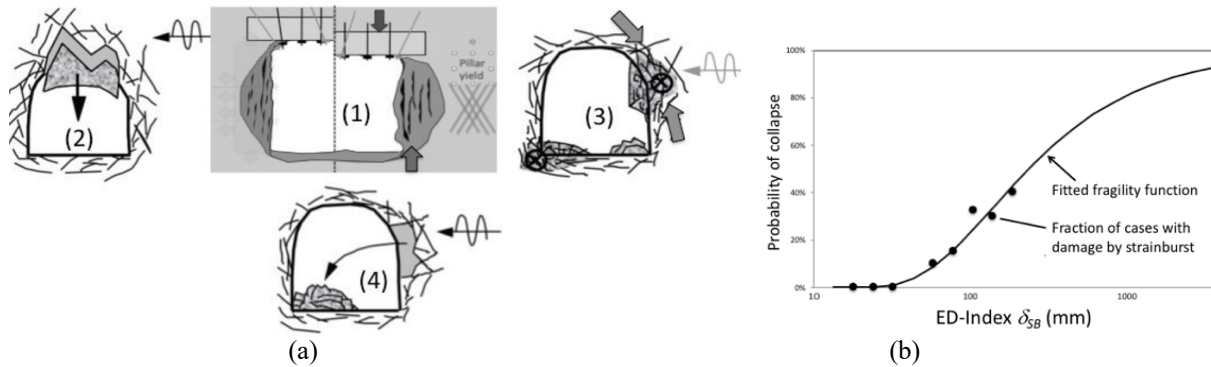 (2)
(1)
Pillar
yield
(3)
(4)
(a)
Probability of collapse
100%
80%
60%
40%
20%
0%
10
100
1000
Fitted fragility function
Fraction of cases with
damage by strainburst
ED-Index δSB (mm)
(b)